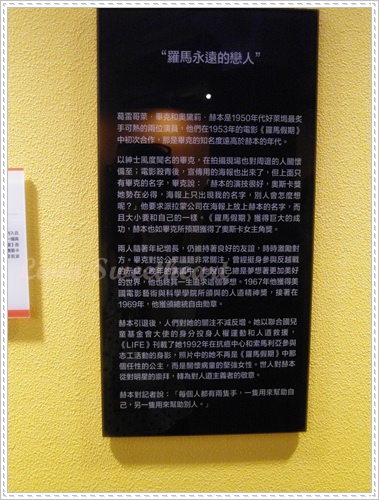 “羅馬永遠的戀人”
葛雷哥萊．畢克和奧黛莉．赫本是1950年代好萊塢最炙
手可熱的兩位演員，他們在1953年的電影《羅馬假期》
中初次合作，那是畢克的知名度遠高於赫本的年代。
以紳士風度聞名的畢克，在拍攝現場也對周遭的人關懷
備至；電影殺青後，宣傳用的海報也出來了，但上面只
有畢克的名字，畢克說：「赫本的演技很好，奧斯卡獎
她勢在必得，海報上只出現我的名字，別人會怎麼想
呢？」他要求派拉蒙公司在海報上放上赫本的名字，而
且大小要和自己的一樣。《羅馬假期》獲得巨大的成
功，赫本也如畢克所預期獲得了奧斯卡女主角獎。
兩人隨著年紀增長，仍維持著良好的友誼，時時激勵對
方。畢克對於公眾議題非常關注，曾經挺身參與反越戰
的示威
的世界，他也終其一生追求這個夢想。1967年他獲得美
國電影藝術與科學學院所頒與的人道精神獎，接著在
1969年，他獲頒總統自由勳章。
赫本引退後，人們對她的關注不減反增。她以聯合國兒
童基金會大使的身分投身人權運動和人道救援，
《LIFE》刊載了她1992年在抗癌中心和索馬利亞參與
志工活動的身影，照片中的她不再是《羅馬假期》中那
個任性的公主，而是關懷病童的堅強女性。世人對赫本
從對明星的崇拜，轉為對人道主義者的敬意。
赫本對記者說：「每個人都有兩隻手，一隻用來幫助自
己，另一隻用來幫助別人。」